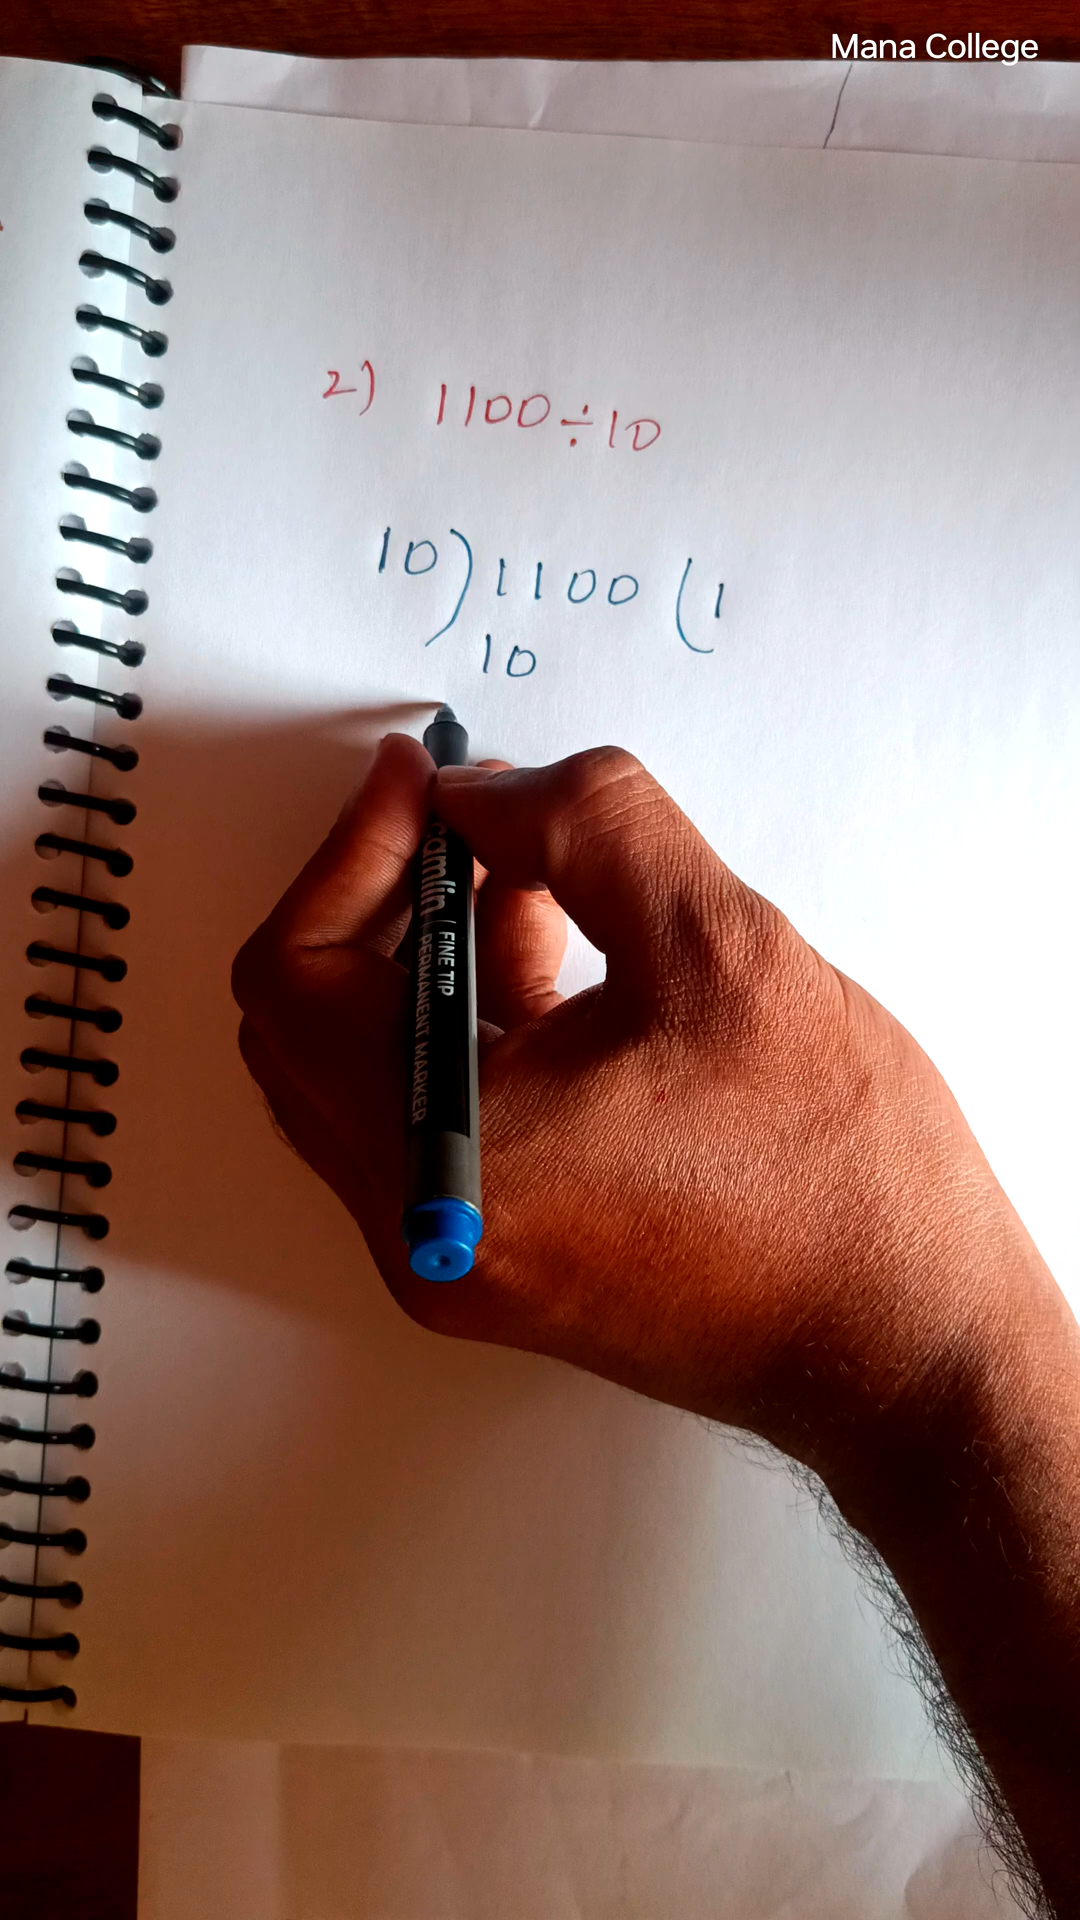 Mana College
2) 1100÷10
10)1100(1
10
camlin | FINE TIP
PERMANENT MARKER